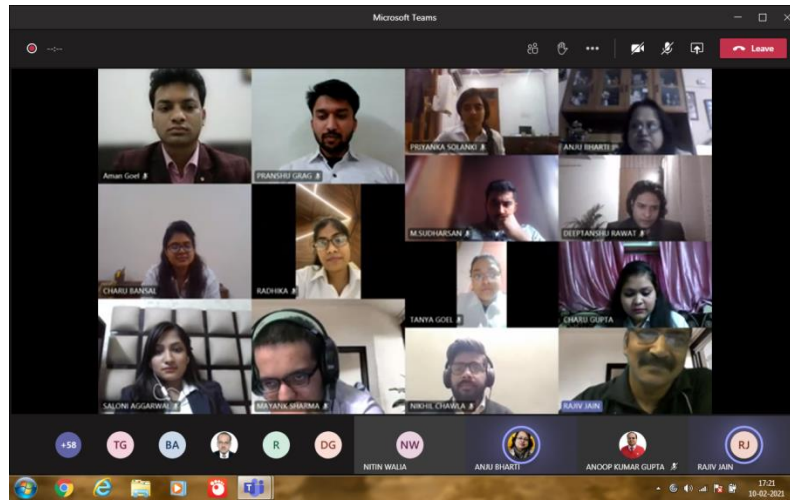 Microsoft Teams
--:--
Leave
Aman Goel
PRANSHU GRAG
PRIYANKA SOLANKI
ANJU BHARTI
CHARU BANSAL
RADHIKA
M.SUDHARSAN
DEEPTANSHU RAWAT
TANYA GOEL
CHARU GUPTA
SALONI AGGARWAL
MAYANK SHARMA
NIKHIL CHAWLA
RAJIV JAIN
+58
TG
BA
R
DG
NW
NITIN WALIA
ANJU BHARTI
ANOOP KUMAR GUPTA
RJ
RAJIV JAIN
17:21
10-02-2021